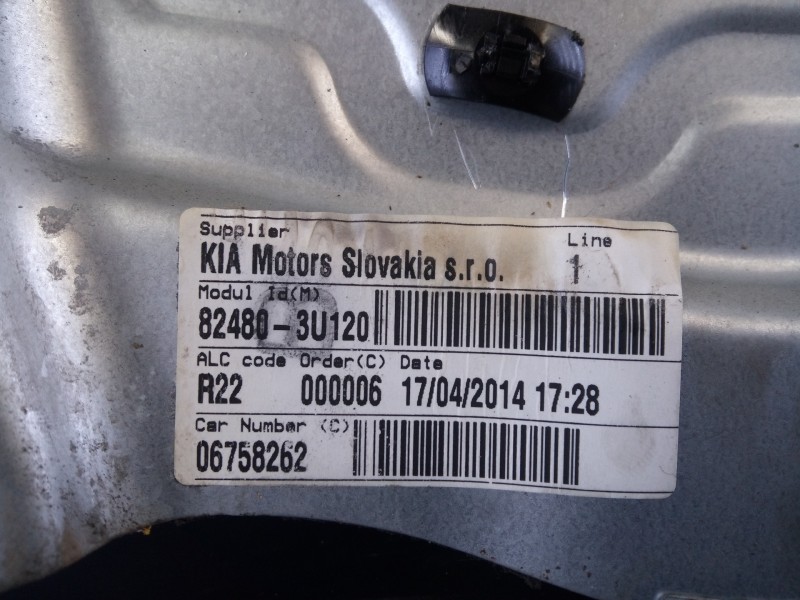 Supplier Line
KIA Motors Slovakia s.r.o. 1
Modul Id(M)
82480-3U120
ALC code Order(C) Date
R22 000006 17/04/2014 17:28
Car Number (C)
06758262